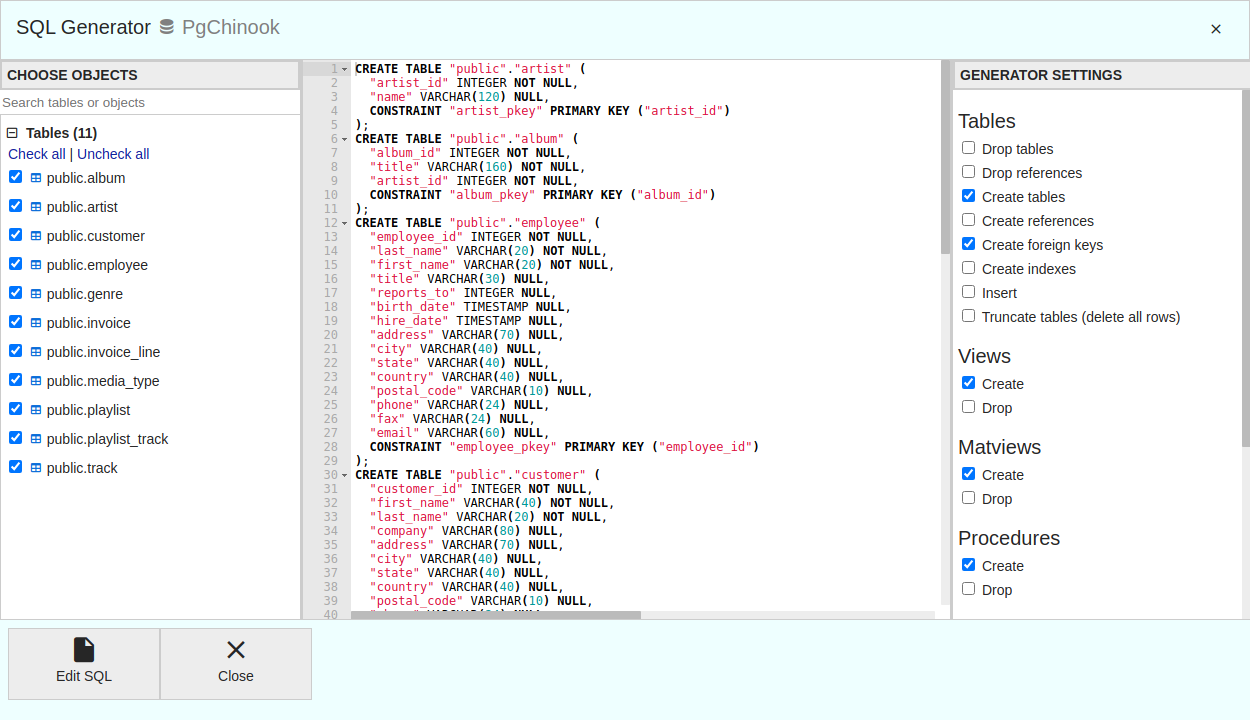 SQL Generator PgChinook
×
CHOOSE OBJECTS
Search tables or objects
Tables (11)
Check all | Uncheck all
public.album
public.artist
public.customer
public.employee
public.genre
public.invoice
public.invoice_line
public.media_type
public.playlist
public.playlist_track
public.track
1 CREATE TABLE "public"."artist" (
2 "artist_id" INTEGER NOT NULL,
3 "name" VARCHAR(120) NULL,
4 CONSTRAINT "artist_pkey" PRIMARY KEY ("artist_id")
5 );
6 CREATE TABLE "public"."album" (
7 "album_id" INTEGER NOT NULL,
8 "title" VARCHAR(160) NOT NULL,
9 "artist_id" INTEGER NOT NULL,
10 CONSTRAINT "album_pkey" PRIMARY KEY ("album_id")
11 );
12 CREATE TABLE "public"."employee" (
13 "employee_id" INTEGER NOT NULL,
14 "last_name" VARCHAR(20) NOT NULL,
15 "first_name" VARCHAR(20) NOT NULL,
16 "title" VARCHAR(30) NULL,
17 "reports_to" INTEGER NULL,
18 "birth_date" TIMESTAMP NULL,
19 "hire_date" TIMESTAMP NULL,
20 "address" VARCHAR(70) NULL,
21 "city" VARCHAR(40) NULL,
22 "state" VARCHAR(40) NULL,
23 "country" VARCHAR(40) NULL,
24 "postal_code" VARCHAR(10) NULL,
25 "phone" VARCHAR(24) NULL,
26 "fax" VARCHAR(24) NULL,
27 "email" VARCHAR(60) NULL,
28 CONSTRAINT "employee_pkey" PRIMARY KEY ("employee_id")
29 );
30 CREATE TABLE "public"."customer" (
31 "customer_id" INTEGER NOT NULL,
32 "first_name" VARCHAR(40) NOT NULL,
33 "last_name" VARCHAR(20) NOT NULL,
34 "company" VARCHAR(80) NULL,
35 "address" VARCHAR(70) NULL,
36 "city" VARCHAR(40) NULL,
37 "state" VARCHAR(40) NULL,
38 "country" VARCHAR(40) NULL,
39 "postal_code" VARCHAR(10) NULL,
40
GENERATOR SETTINGS
Tables
Drop tables
Drop references
Create tables
Create references
Create foreign keys
Create indexes
Insert
Truncate tables (delete all rows)
Views
Create
Drop
Matviews
Create
Drop
Procedures
Create
Drop
Edit SQL
Close